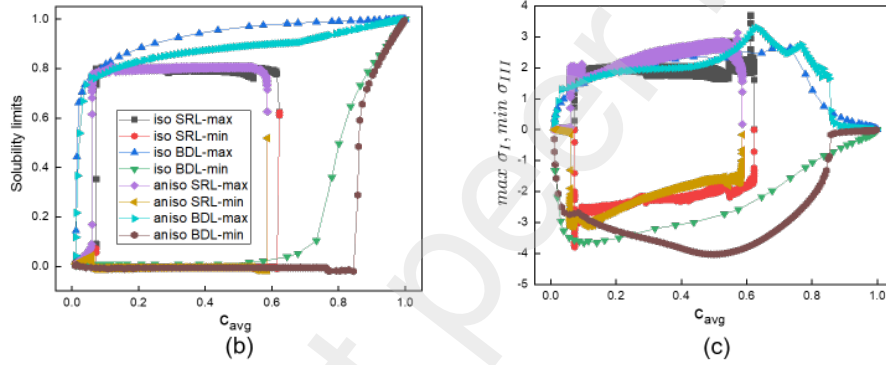 1.0
0.8
0.6
0.4
0.2
0.0
Solubility limits
iso SRL-max
iso SRL-min
iso BDL-max
iso BDL-min
aniso SRL-max
aniso SRL-min
aniso BDL-max
aniso BDL-min
0.0 0.2 0.4 0.6 0.8 1.0
c_avg
(b)
4
3
2
1
0
-1
-2
-3
-4
-5
max σ_I, min σ_III
0.0 0.2 0.4 0.6 0.8 1.0
c_avg
(c)
t peer